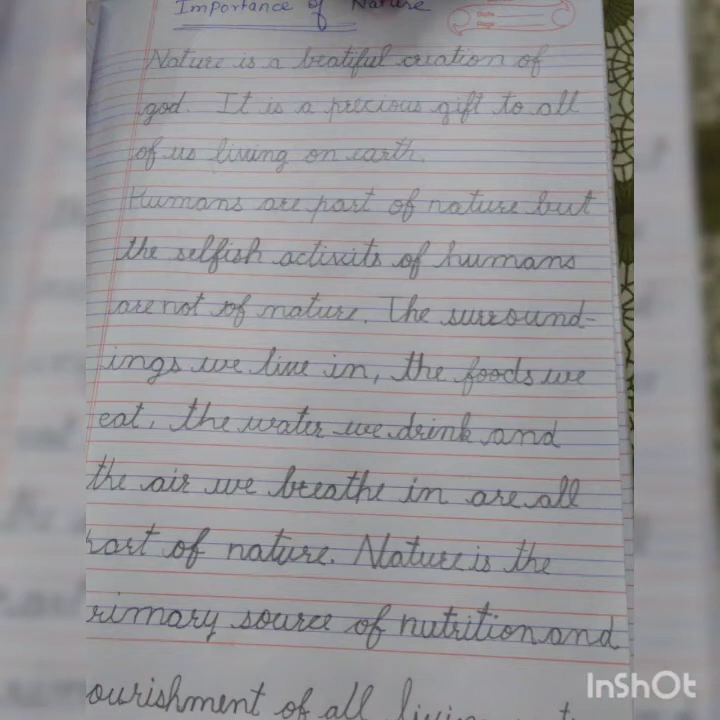 Importance of Nature
Date
Page
Nature is a beatiful creation of
god. It is a precious gift to all
of us living on earth.
Humans are part of nature but
the selfish activits of humans
are not of nature. The surround-
ings we live in, the foods we
eat, the water we drink and
the air we breathe in are all
part of nature. Nature is the
rimary source of nutrition and
ourishment of all
InShOt